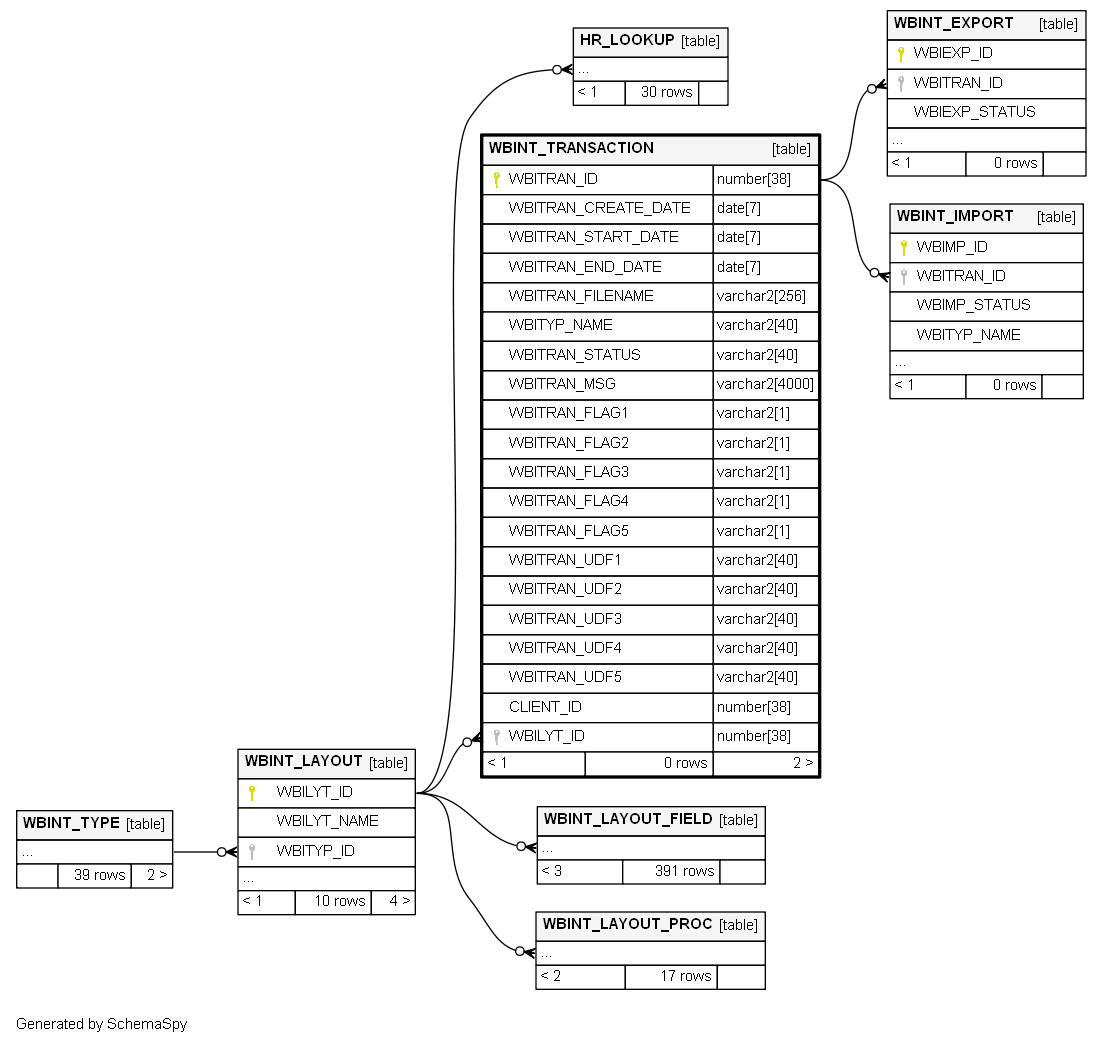 HR_LOOKUP [table]
...
< 1 30 rows
WBINT_EXPORT [table]
WBIEXP_ID
WBITRAN_ID
WBIEXP_STATUS
...
< 1 0 rows
WBINT_TRANSACTION [table]
WBITRAN_ID number[38]
WBITRAN_CREATE_DATE date[7]
WBITRAN_START_DATE date[7]
WBITRAN_END_DATE date[7]
WBITRAN_FILENAME varchar2[256]
WBITYP_NAME varchar2[40]
WBITRAN_STATUS varchar2[40]
WBITRAN_MSG varchar2[4000]
WBITRAN_FLAG1 varchar2[1]
WBITRAN_FLAG2 varchar2[1]
WBITRAN_FLAG3 varchar2[1]
WBITRAN_FLAG4 varchar2[1]
WBITRAN_FLAG5 varchar2[1]
WBITRAN_UDF1 varchar2[40]
WBITRAN_UDF2 varchar2[40]
WBITRAN_UDF3 varchar2[40]
WBITRAN_UDF4 varchar2[40]
WBITRAN_UDF5 varchar2[40]
CLIENT_ID number[38]
WBILYT_ID number[38]
< 1 0 rows 2 >
WBINT_IMPORT [table]
WBIMP_ID
WBITRAN_ID
WBIMP_STATUS
WBITYP_NAME
...
< 1 0 rows
WBINT_LAYOUT [table]
WBILYT_ID
WBILYT_NAME
WBITYP_ID
...
< 1 10 rows 4 >
WBINT_TYPE [table]
...
39 rows 2 >
WBINT_LAYOUT_FIELD [table]
...
< 3 391 rows
WBINT_LAYOUT_PROC [table]
...
< 2 17 rows
Generated by SchemaSpy